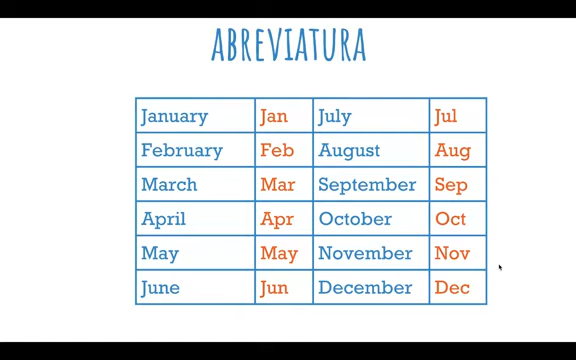 ABREVIATURA
January Jan July Jul
February Feb August Aug
March Mar September Sep
April Apr October Oct
May May November Nov
June Jun December Dec